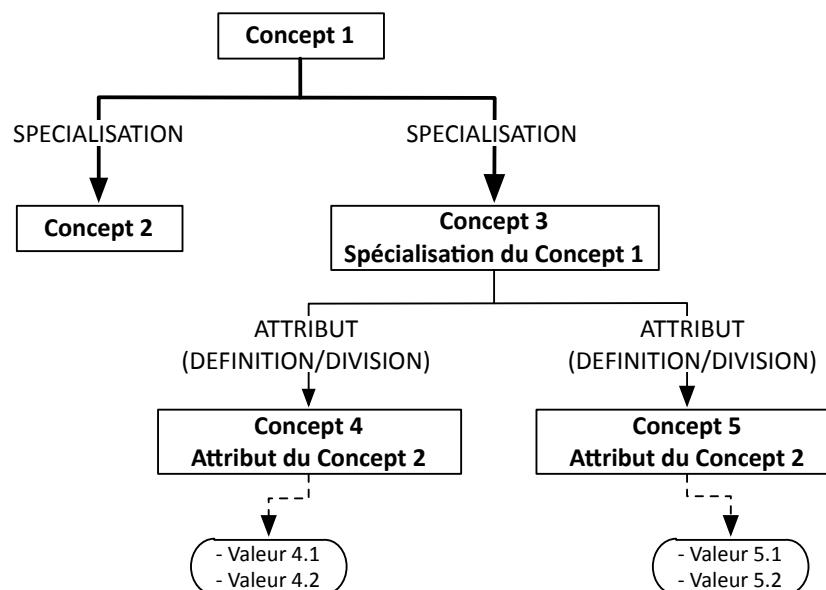 Concept 1
SPECIALISATION
SPECIALISATION
Concept 2
Concept 3
Spécialisation du Concept 1
ATTRIBUT
(DEFINITION/DIVISION)
ATTRIBUT
(DEFINITION/DIVISION)
Concept 4
Attribut du Concept 2
Concept 5
Attribut du Concept 2
- Valeur 4.1
- Valeur 4.2
- Valeur 5.1
- Valeur 5.2